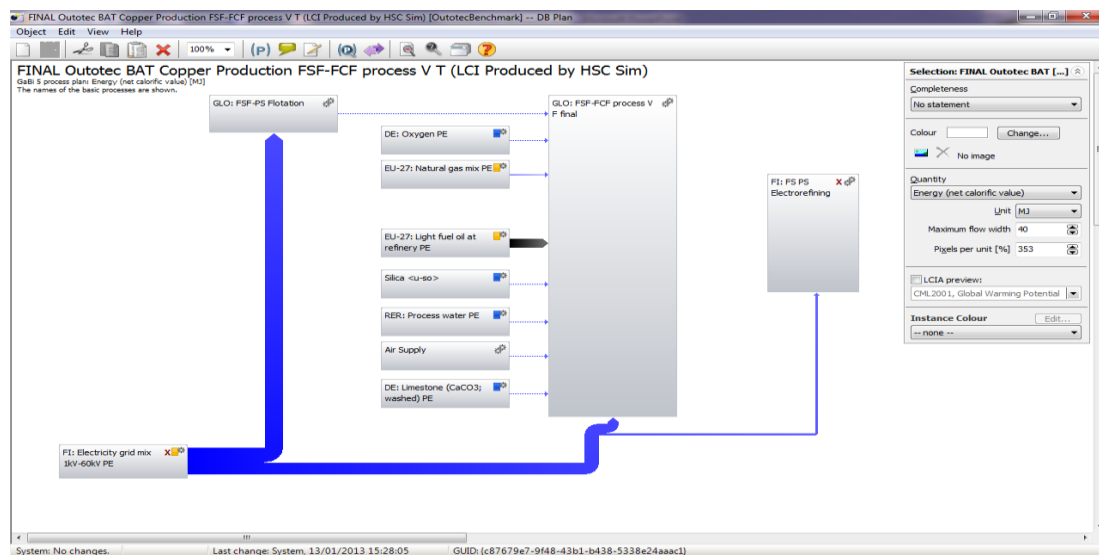 FINAL Outotec BAT Copper Production FSF-FCF process V T (LCI Produced by HSC Sim) [OutotecBenchmark] -- DB Plan
Object Edit View Help
100% (P)
FINAL Outotec BAT Copper Production FSF-FCF process V T (LCI Produced by HSC Sim)
GaBi 5 process plan: Energy (net calorific value) [MJ]
The names of the basic processes are shown.
GLO: FSF-PS Flotation
GLO: FSF-FCF process V
F final
DE: Oxygen PE
EU-27: Natural gas mix PE
EU-27: Light fuel oil at
refinery PE
Silica <u-so>
RER: Process water PE
Air Supply
DE: Limestone (CaCO3;
washed) PE
FI: FS PS X
Electrorefining
FI: Electricity grid mix X
1kV-60kV PE
Selection: FINAL Outotec BAT [...]
Completeness
No statement
Colour Change...
No image
Quantity
Energy (net calorific value)
Unit MJ
Maximum flow width 40
Pixels per unit [%] 353
LCIA preview:
CML2001, Global Warming Potential
Instance Colour Edit...
-- none --
System: No changes. Last change: System, 13/01/2013 15:28:05 GUID: {c87679e7-9f48-43b1-b438-5338e24aaac1}